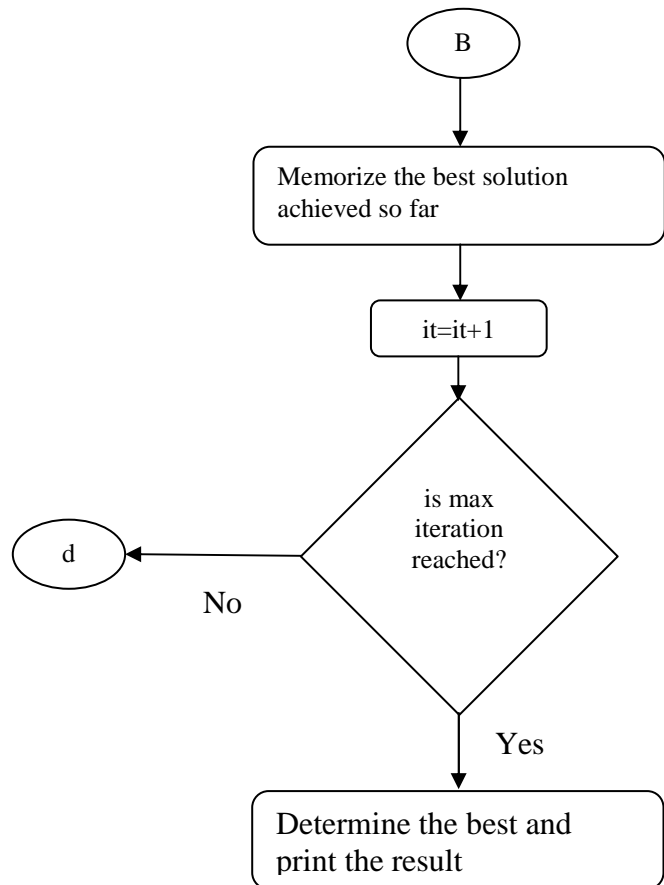 B
Memorize the best solution
achieved so far
it=it+1
is max
iteration
reached?
d
No
Yes
Determine the best and
print the result